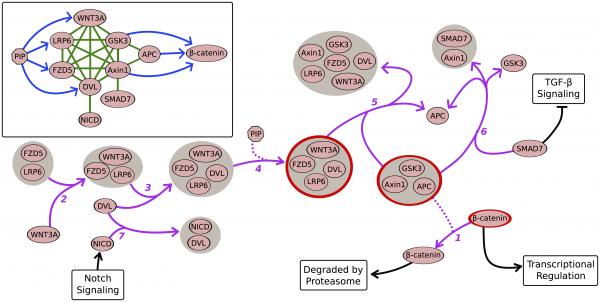 WNT3A
LRP6
GSK3
PIP
APC
β-catenin
FZD5
Axin1
DVL
SMAD7
NICD
GSK3
Axin1
FZD5
DVL
LRP6
WNT3A
SMAD7
Axin1
GSK3
TGF-β
Signaling
5
APC
6
SMAD7
PIP
4
WNT3A
FZD5
DVL
LRP6
GSK3
Axin1
APC
FZD5
LRP6
2
WNT3A
WNT3A
FZD5
LRP6
3
WNT3A
FZD5
DVL
LRP6
DVL
7
NICD
NICD
DVL
Notch
Signaling
β-catenin
1
β-catenin
Degraded by
Proteasome
Transcriptional
Regulation